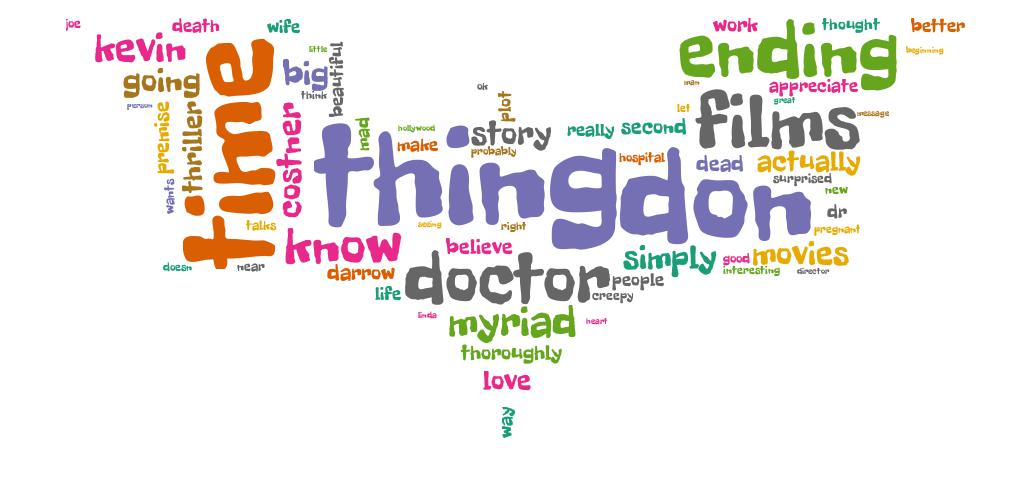 joe
death
wife
kevin
time
going
big
little
beautiful
think
person
premise
thriller
costner
wants
talks
doesn
near
know
mad
hollywood
make
ok
plot
story
probably
thing
don
really
second
hospital
seeing
right
believe
darrow
life
doctor
people
creepy
simply
good
movies
interesting
director
linda
myriad
heart
thoroughly
love
way
work
thought
better
ending
beginning
man
appreciate
great
let
films
message
dead
actually
surprised
new
dr
pregnant